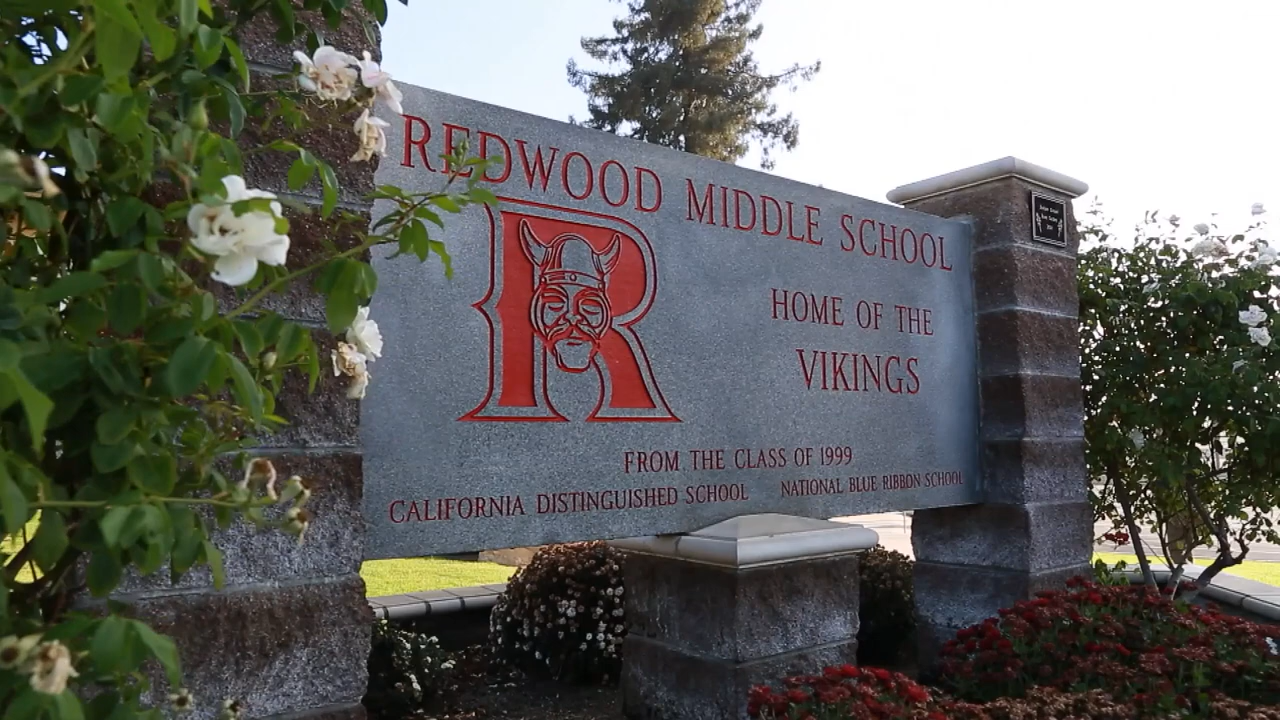 REDWOOD MIDDLE SCHOOL
R
HOME OF THE
VIKINGS
FROM THE CLASS OF 1999
CALIFORNIA DISTINGUISHED SCHOOL NATIONAL BLUE RIBBON SCHOOL